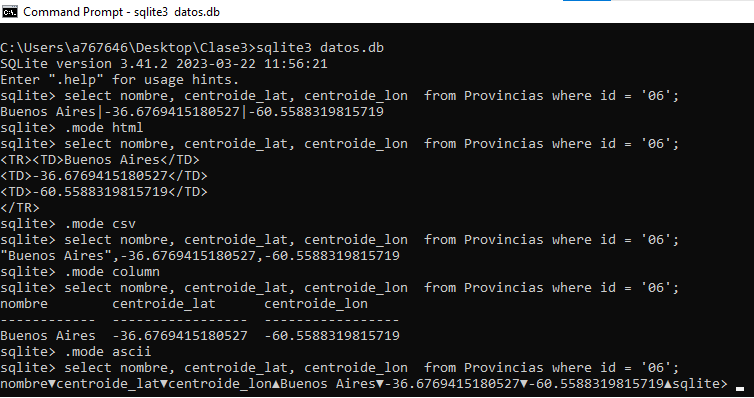 Command Prompt - sqlite3  datos.db
C:\Users\a767646\Desktop\Clase3>sqlite3 datos.db
SQLite version 3.41.2 2023-03-22 11:56:21
Enter ".help" for usage hints.
sqlite> select nombre, centroide_lat, centroide_lon  from Provincias where id = '06';
Buenos Aires|-36.6769415180527|-60.5588319815719
sqlite> .mode html
sqlite> select nombre, centroide_lat, centroide_lon  from Provincias where id = '06';
<TR><TD>Buenos Aires</TD>
<TD>-36.6769415180527</TD>
<TD>-60.5588319815719</TD>
</TR>
sqlite> .mode csv
sqlite> select nombre, centroide_lat, centroide_lon  from Provincias where id = '06';
"Buenos Aires",-36.6769415180527,-60.5588319815719
sqlite> .mode column
sqlite> select nombre, centroide_lat, centroide_lon  from Provincias where id = '06';
nombre        centroide_lat      centroide_lon
------------  -----------------  -----------------
Buenos Aires  -36.6769415180527  -60.5588319815719
sqlite> .mode ascii
sqlite> select nombre, centroide_lat, centroide_lon  from Provincias where id = '06';
nombre▼centroide_lat▼centroide_lon▲Buenos Aires▼-36.6769415180527▼-60.5588319815719▲sqlite>